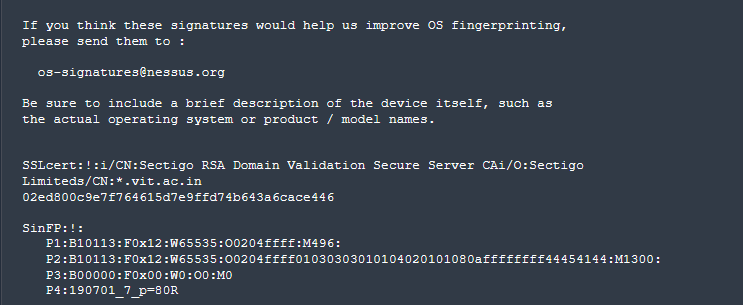 If you think these signatures would help us improve OS fingerprinting,
please send them to :
os-signatures@nessus.org
Be sure to include a brief description of the device itself, such as
the actual operating system or product / model names.
SSLcert:!:i/CN:Sectigo RSA Domain Validation Secure Server CAi/O:Sectigo
Limiteds/CN:*.vit.ac.in
02ed800c9e7f764615d7e9ffd74b643a6cace446
SinFP:!:
P1:B10113:F0x12:W65535:O0204ffff:M496:
P2:B10113:F0x12:W65535:O0204ffff01030303010104020101080affffffff44454144:M1300:
P3:B00000:F0x00:W0:O0:M0
P4:190701_7_p=80R